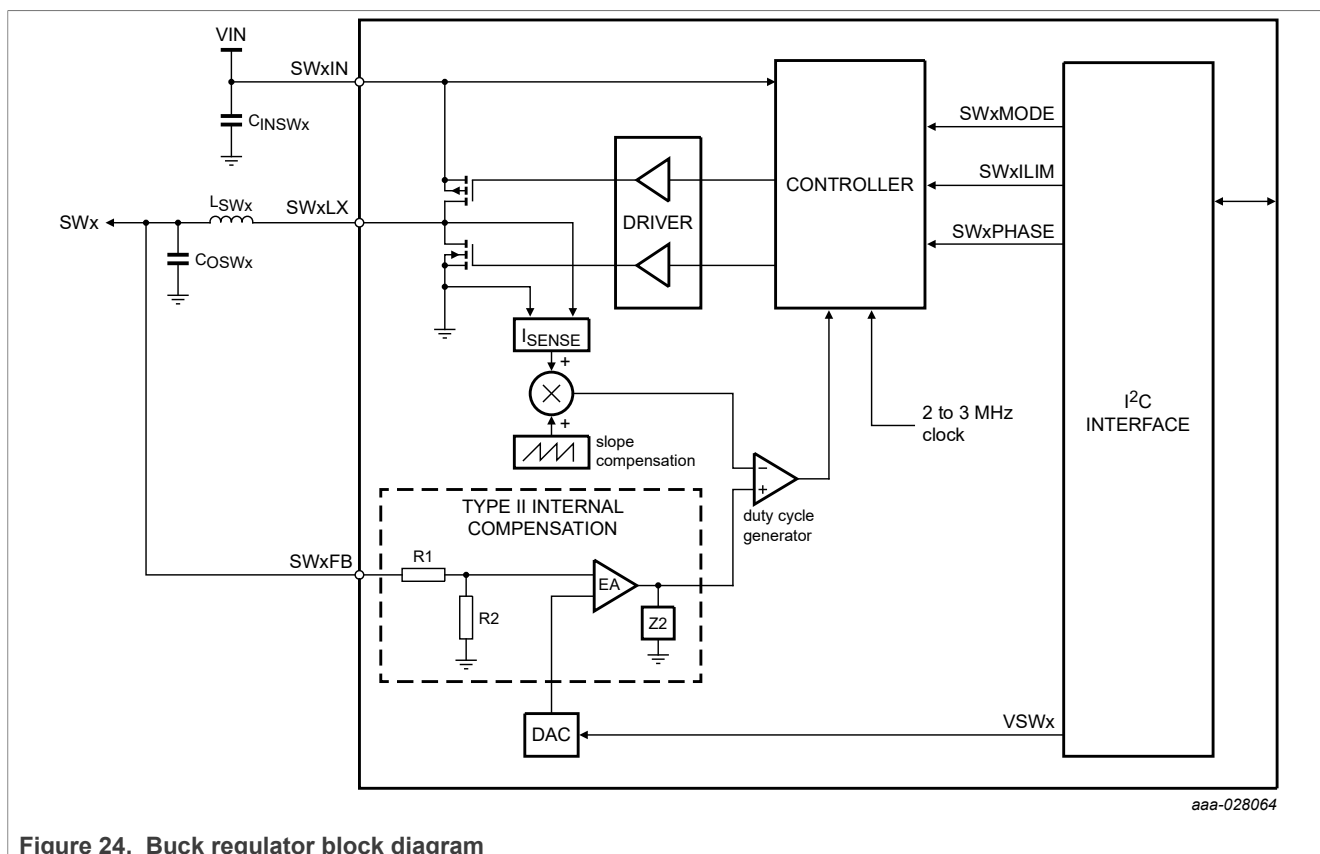 VIN
SWxIN
CINSWx
SWxMODE
SWxILIM
CONTROLLER
DRIVER
LSWx
SWx
SWxLX
SWxPHASE
COSWx
ISENSE
+
+
slope
compensation
2 to 3 MHz
clock
I2C
INTERFACE
−
+
duty cycle
generator
TYPE II INTERNAL
COMPENSATION
SWxFB
R1
EA
R2
Z2
DAC
VSWx
aaa-028064
Figure 24. Buck regulator block diagram